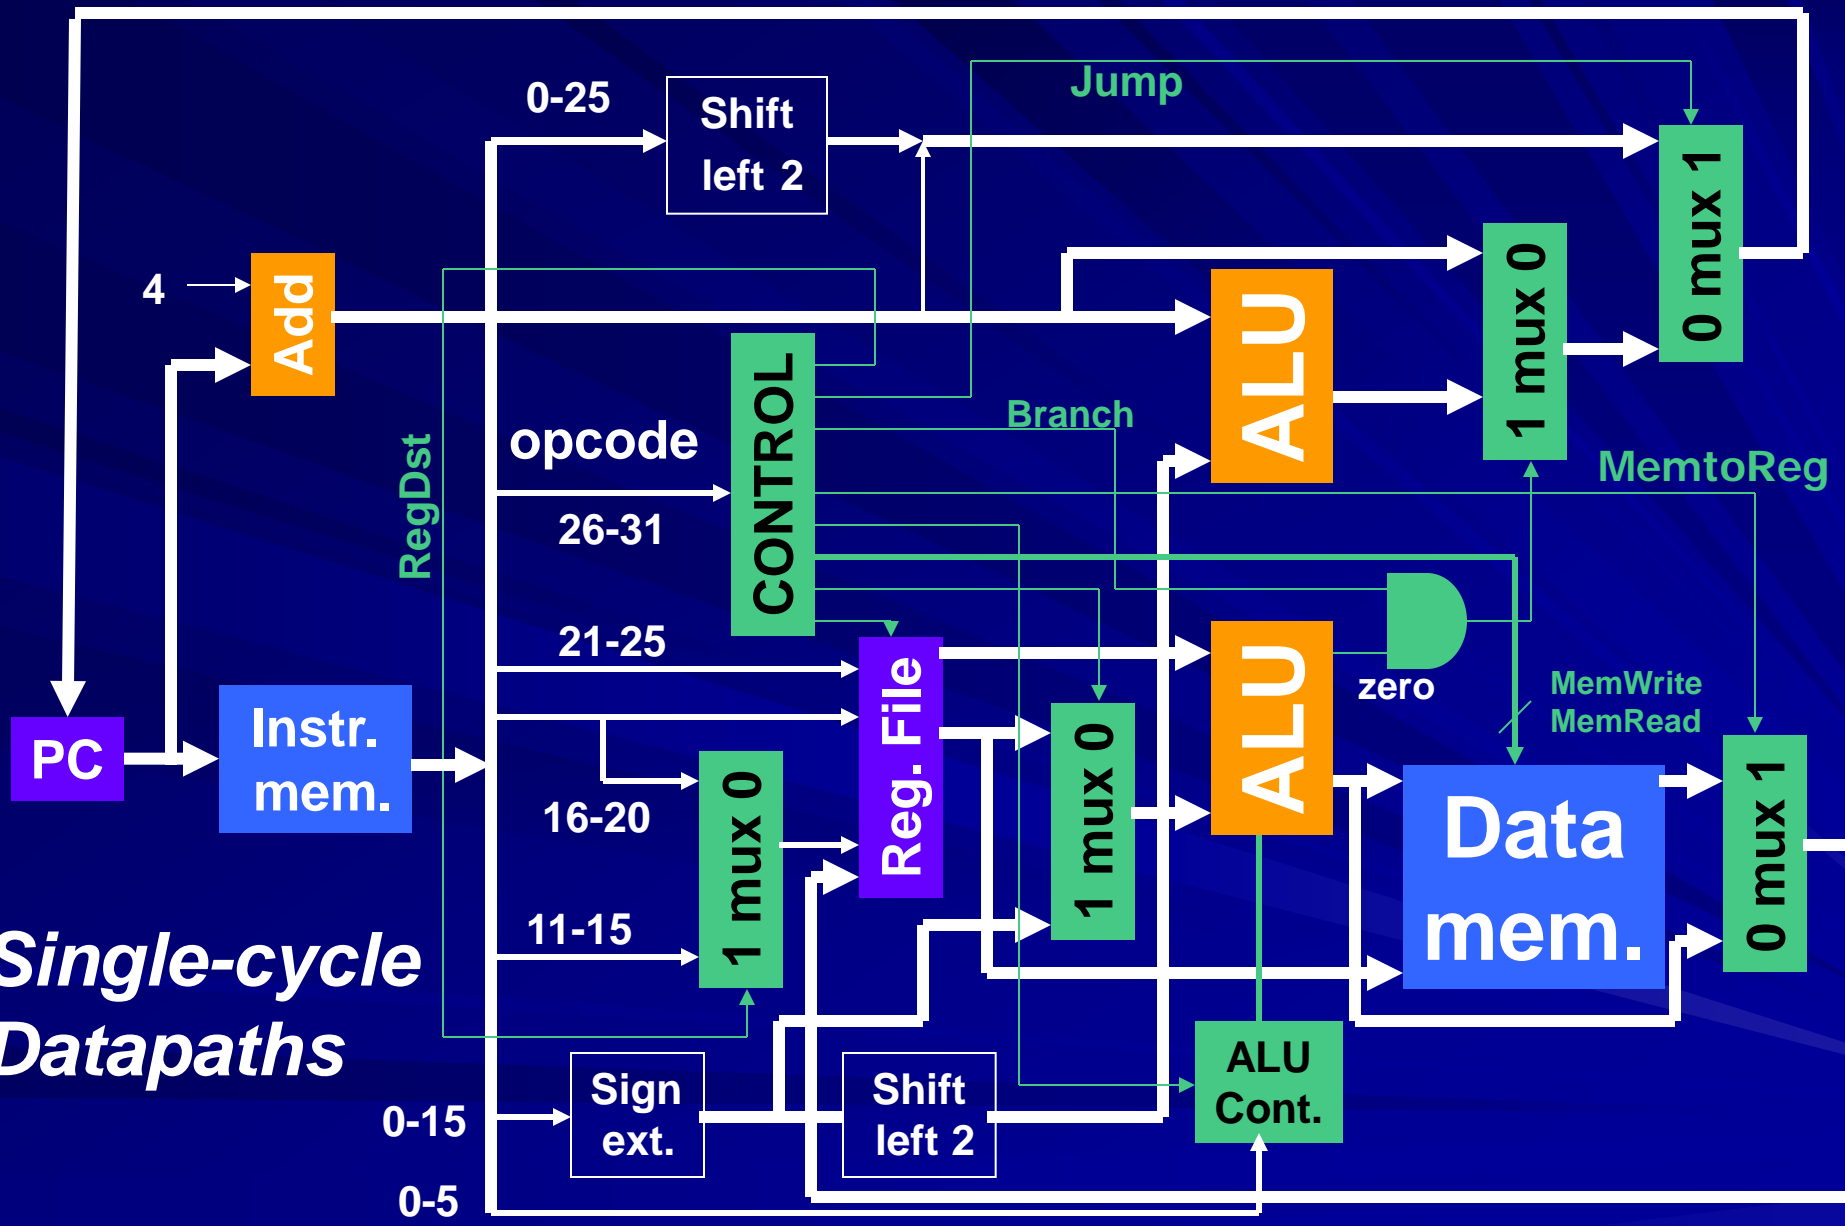 Jump
0-25
Shift
left 2
0 mux 1
4
Add
ALU
1 mux 0
CONTROL
Branch
opcode
RegDst
MemtoReg
26-31
21-25
Reg. File
ALU
zero
MemWrite
MemRead
PC
Instr.
mem.
16-20
1 mux 0
1 mux 0
Data
mem.
0 mux 1
11-15
Single-cycle
Datapaths
Sign
ext.
Shift
left 2
ALU
Cont.
0-15
0-5